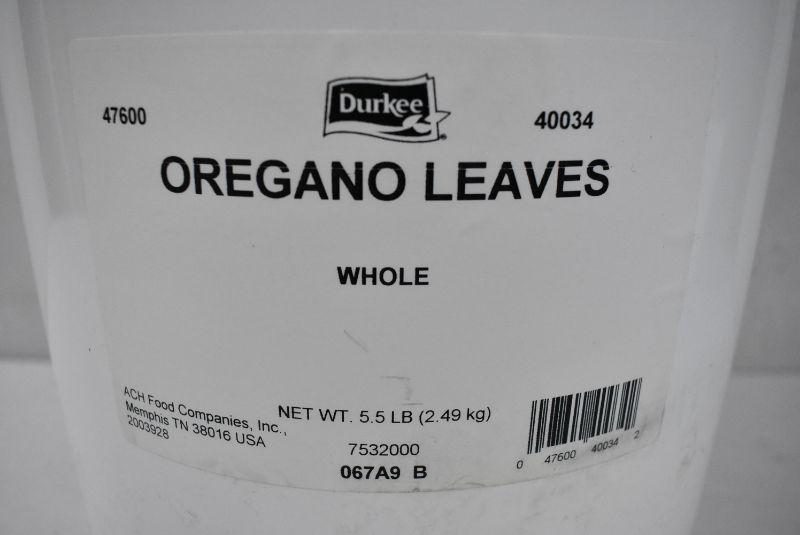 47600
Durkee
40034
OREGANO LEAVES
WHOLE
ACH Food Companies, Inc.,
Memphis TN 38016 USA
2003928
NET WT. 5.5 LB (2.49 kg)
7532000
067A9 B
0 47600 40034 2